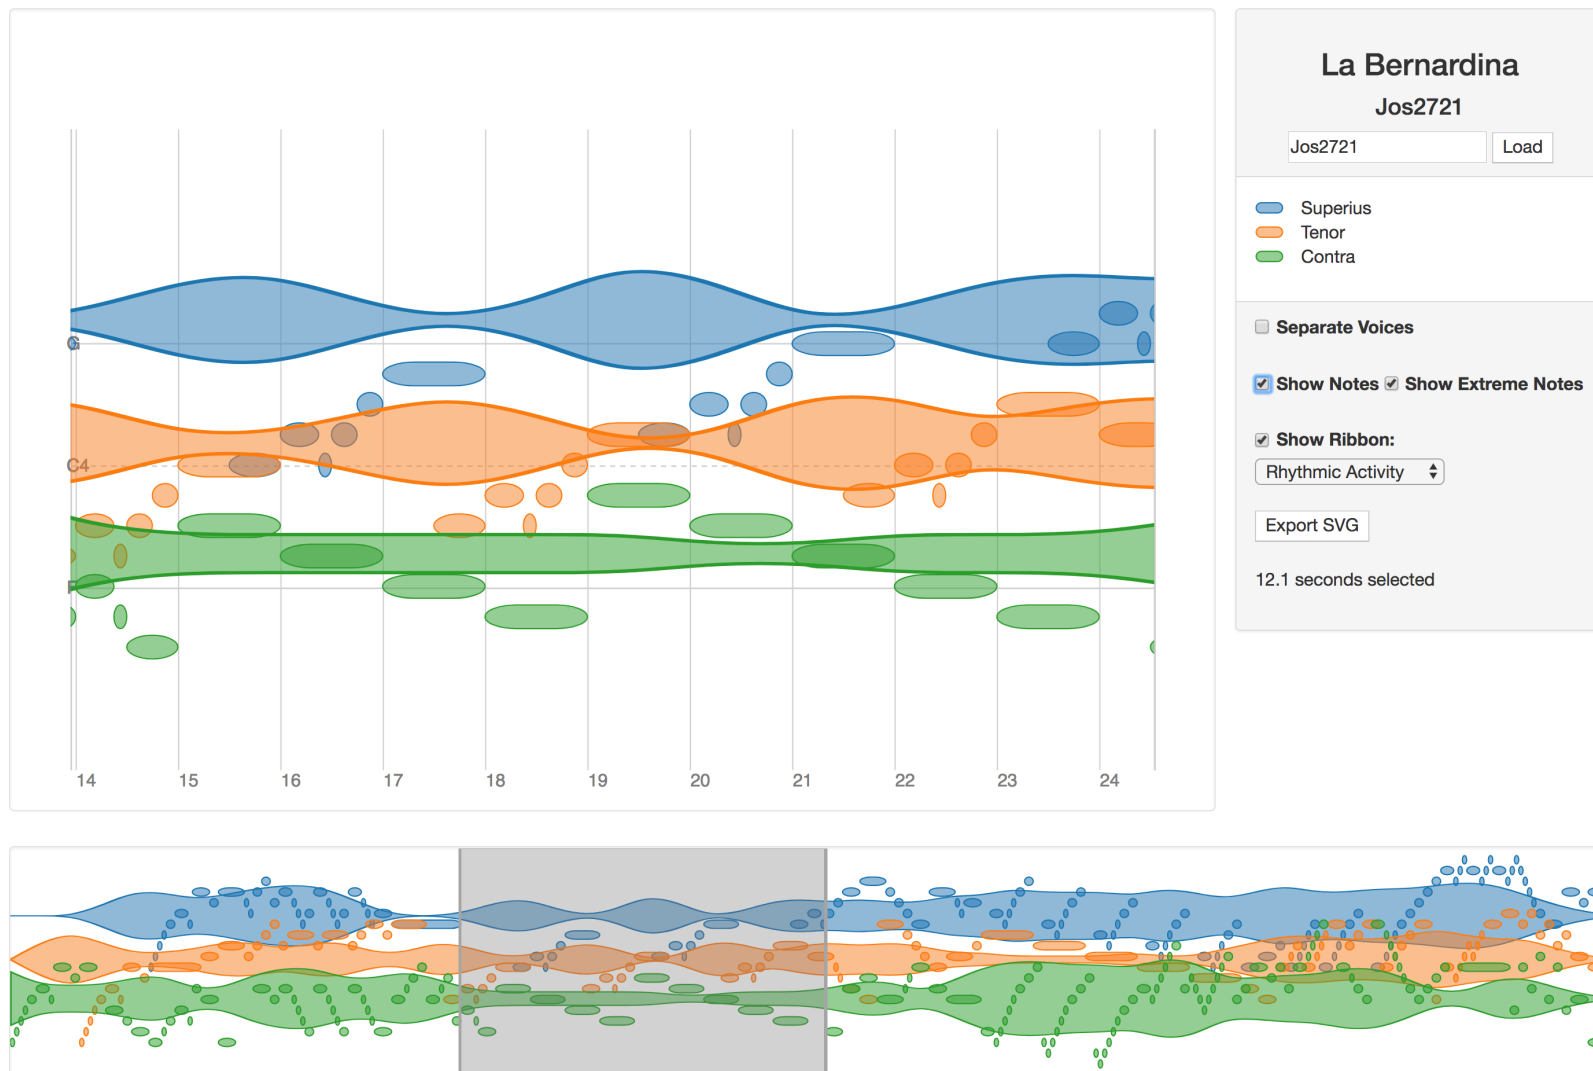 La Bernardina
Jos2721
Jos2721 Load
Superius
Tenor
Contra
Separate Voices
Show Notes Show Extreme Notes
Show Ribbon:
Rhythmic Activity
Export SVG
12.1 seconds selected
G
C4
F
14 15 16 17 18 19 20 21 22 23 24